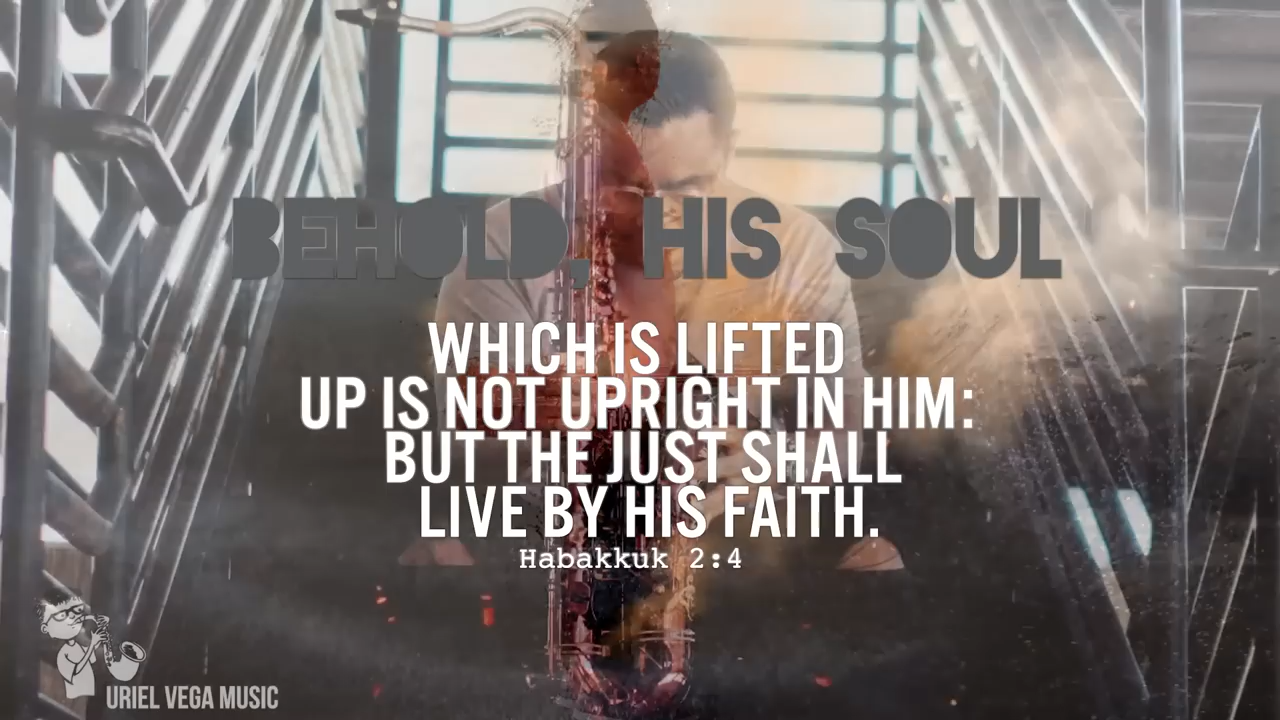 BEHOLD, HIS SOUL
WHICH IS LIFTED
UP IS NOT UPRIGHT IN HIM:
BUT THE JUST SHALL
LIVE BY HIS FAITH.
Habakkuk 2:4
URIEL VEGA MUSIC